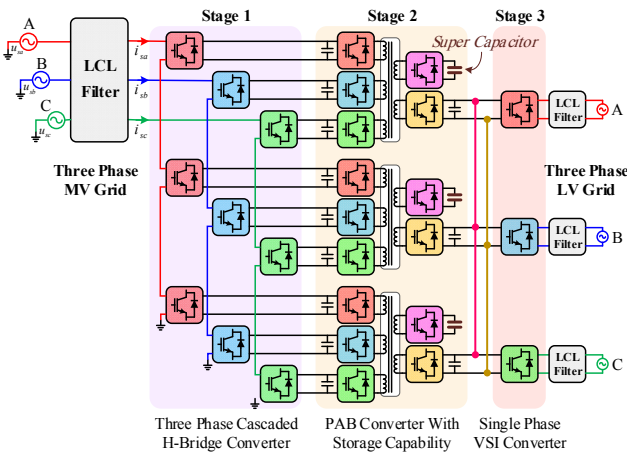 Stage 1
Stage 2
Stage 3
A
u_sa
B
u_sb
C
u_sc
LCL
Filter
i_sa
i_sb
i_sc
Three Phase
MV Grid
Super Capacitor
LCL
Filter
A
Three Phase
LV Grid
LCL
Filter
B
LCL
Filter
C
Three Phase Cascaded
H-Bridge Converter
PAB Converter With
Storage Capability
Single Phase
VSI Converter